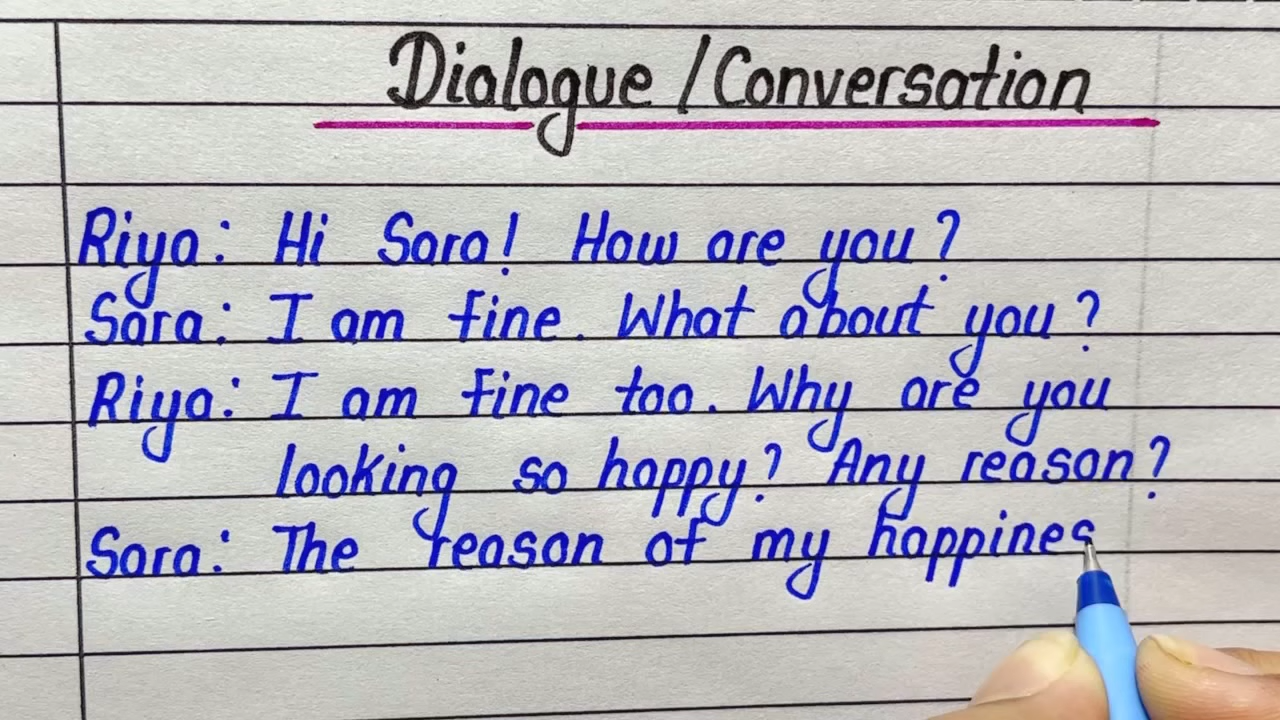 Dialogue / Conversation
Riya: Hi Sara! How are you?
Sara: I am fine. What about you?
Riya: I am fine too. Why are you
looking so happy? Any reason?
Sara: The reason of my happines